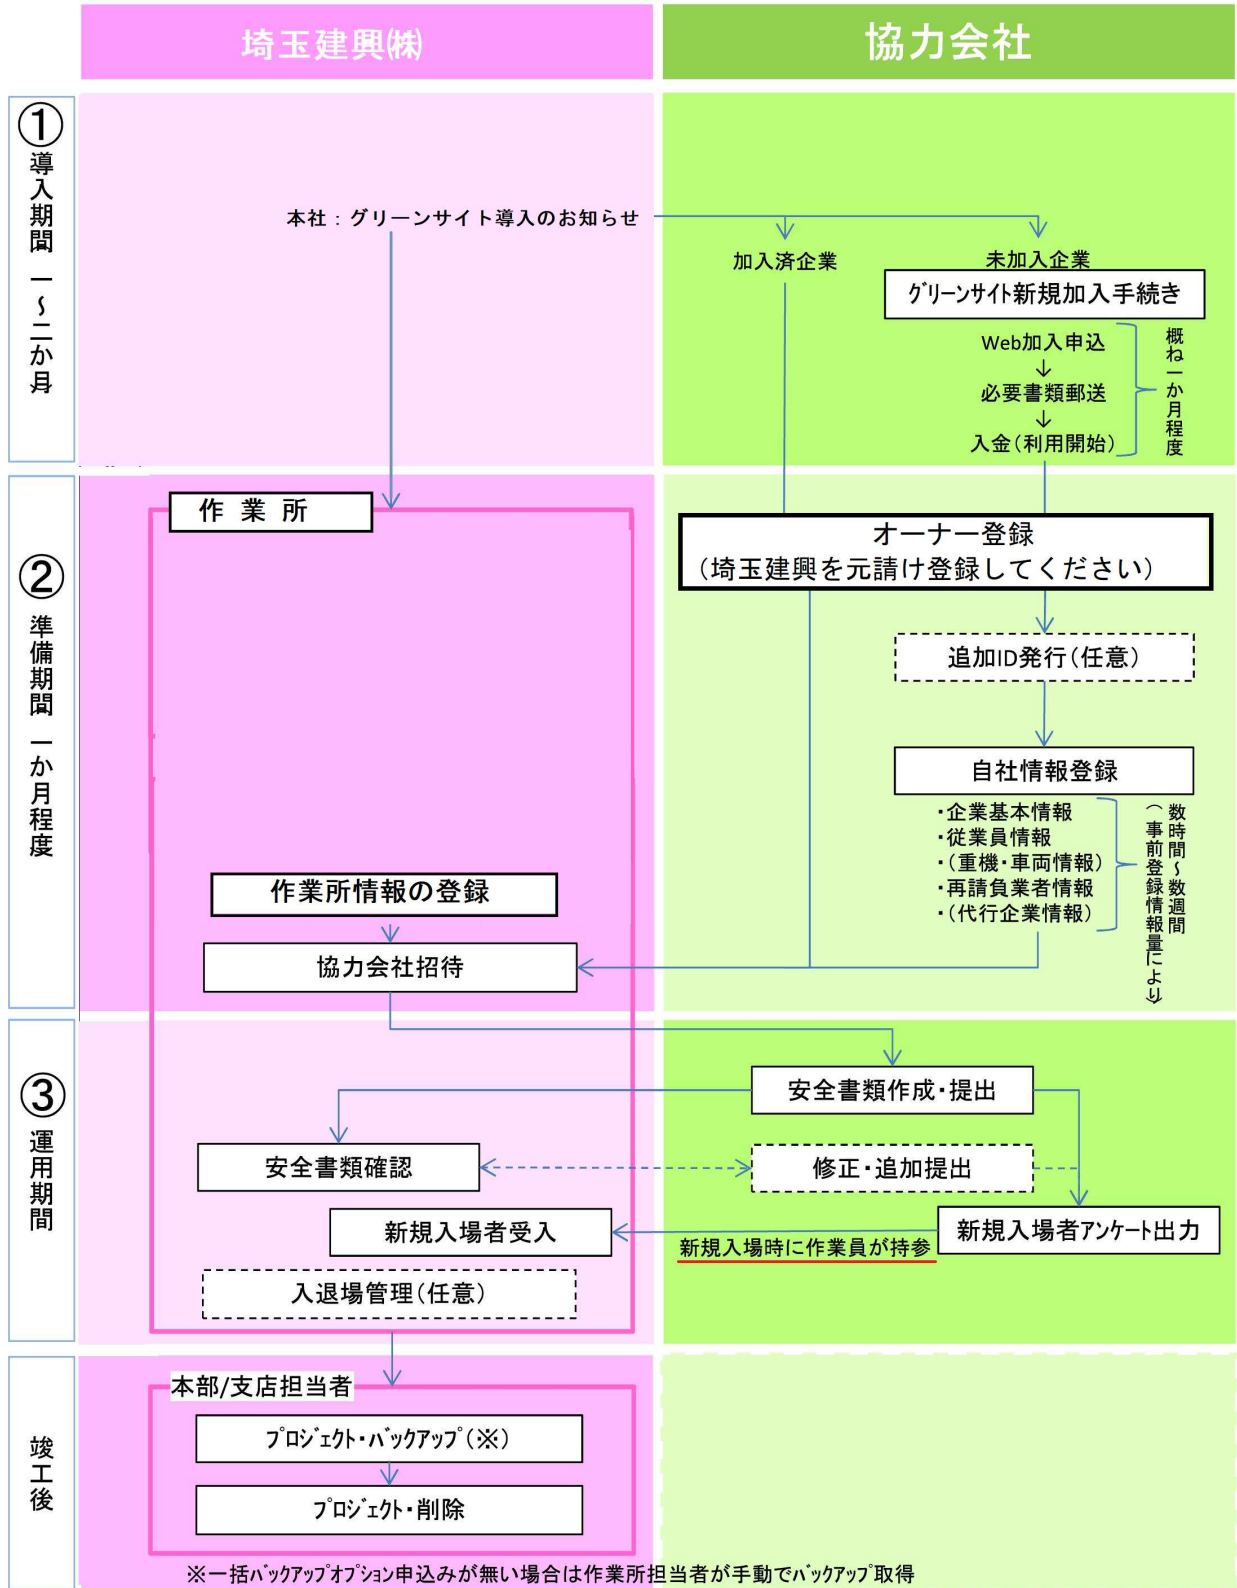 埼玉建興㈱
協力会社
①
導入期間 一〜二か月
本社：グリーンサイト導入のお知らせ
加入済企業
未加入企業
グリーンサイト新規加入手続き
Web加入申込
↓
必要書類郵送
↓
入金(利用開始)
概ね一か月程度
②
準備期間 一か月程度
作業所
オーナー登録
(埼玉建興を元請け登録してください)
追加ID発行(任意)
自社情報登録
・企業基本情報
・従業員情報
・(重機・車両情報)
・再請負業者情報
・(代行企業情報)
数時間〜数週間
(事前登録情報量により)
作業所情報の登録
協力会社招待
③
運用期間
安全書類作成・提出
安全書類確認
修正・追加提出
新規入場者受入
新規入場時に作業員が持参
新規入場者アンケート出力
入退場管理(任意)
竣工後
本部/支店担当者
プロジェクト・バックアップ(※)
プロジェクト・削除
※一括バックアップオプション申込みが無い場合は作業所担当者が手動でバックアップ取得